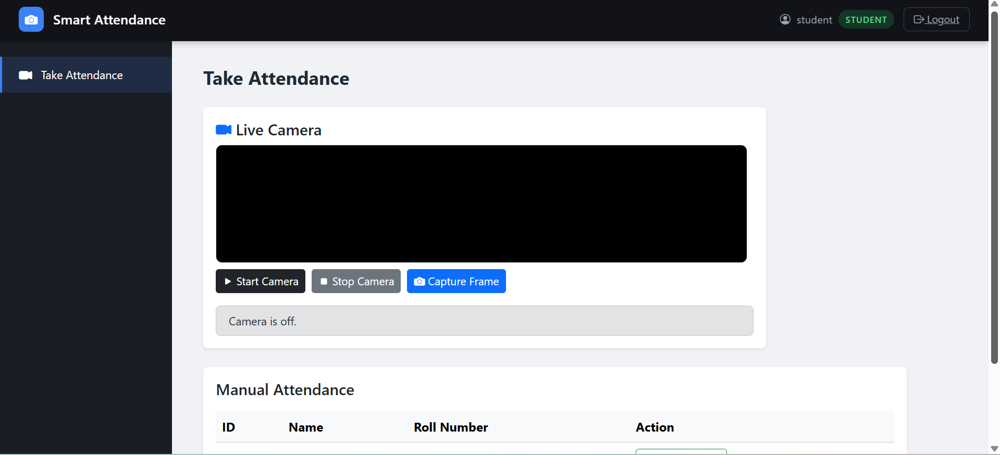 Smart Attendance
student STUDENT Logout
Take Attendance
Take Attendance
Live Camera
Start Camera Stop Camera Capture Frame
Camera is off.
Manual Attendance
ID Name Roll Number Action